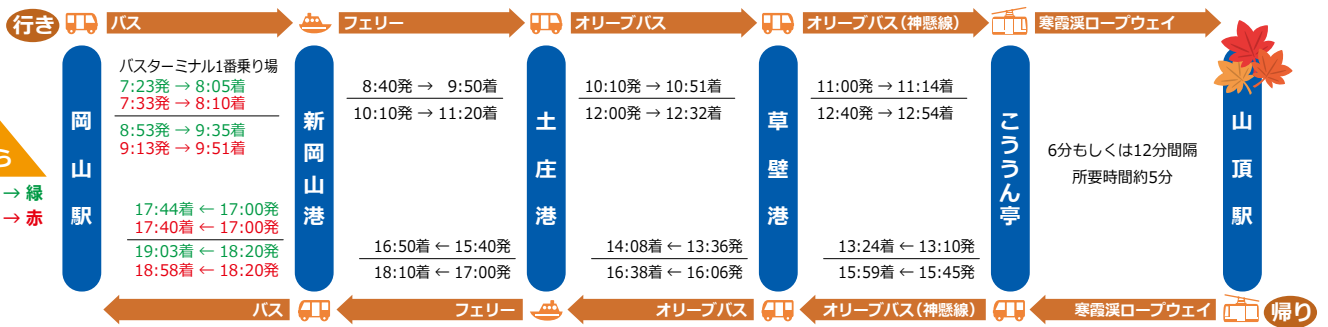 行き バス フェリー オリーブバス オリーブバス(神懸線) 寒霞渓ロープウェイ
岡山駅
バスターミナル1番乗り場
7:23発 → 8:05着
7:33発 → 8:10着
8:53発 → 9:35着
9:13発 → 9:51着
17:44着 ← 17:00発
17:40着 ← 17:00発
19:03着 ← 18:20発
18:58着 ← 18:20発
新岡山港
8:40発 → 9:50着
10:10発 → 11:20着
16:50着 ← 15:40発
18:10着 ← 17:00発
土庄港
10:10発 → 10:51着
12:00発 → 12:32着
14:08着 ← 13:36発
16:38着 ← 16:06発
草壁港
11:00発 → 11:14着
12:40発 → 12:54着
13:24着 ← 13:10発
15:59着 ← 15:45発
こううん亭
6分もしくは12分間隔
所要時間約5分
山頂駅
ら
→ 緑
→ 赤
バス フェリー オリーブバス オリーブバス(神懸線) 寒霞渓ロープウェイ 帰り